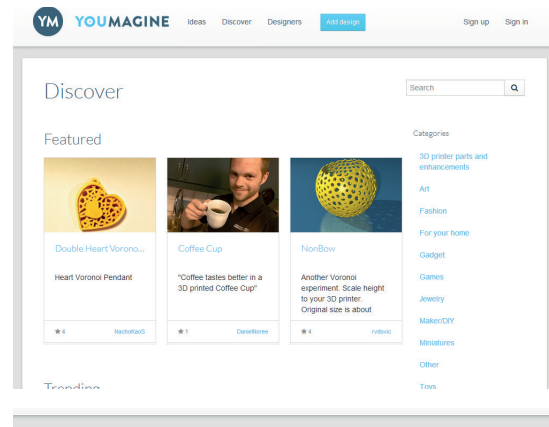 YM YOUMAGINE Ideas Discover Designers Add design Sign up Sign in
Discover
Search
Featured
Categories
3D printer parts and
enhancements
Art
Fashion
For your home
Gadget
Games
Jewelry
Maker/DIY
Miniatures
Other
Toys
Double Heart Vorono...
Heart Voronoi Pendant
4 NachoKaoS
Coffee Cup
"Coffee tastes better in a
3D printed Coffee Cup"
1
NonBow
Another Voronoi
experiment. Scale height
to your 3D printer.
Original size is about
4
Trending